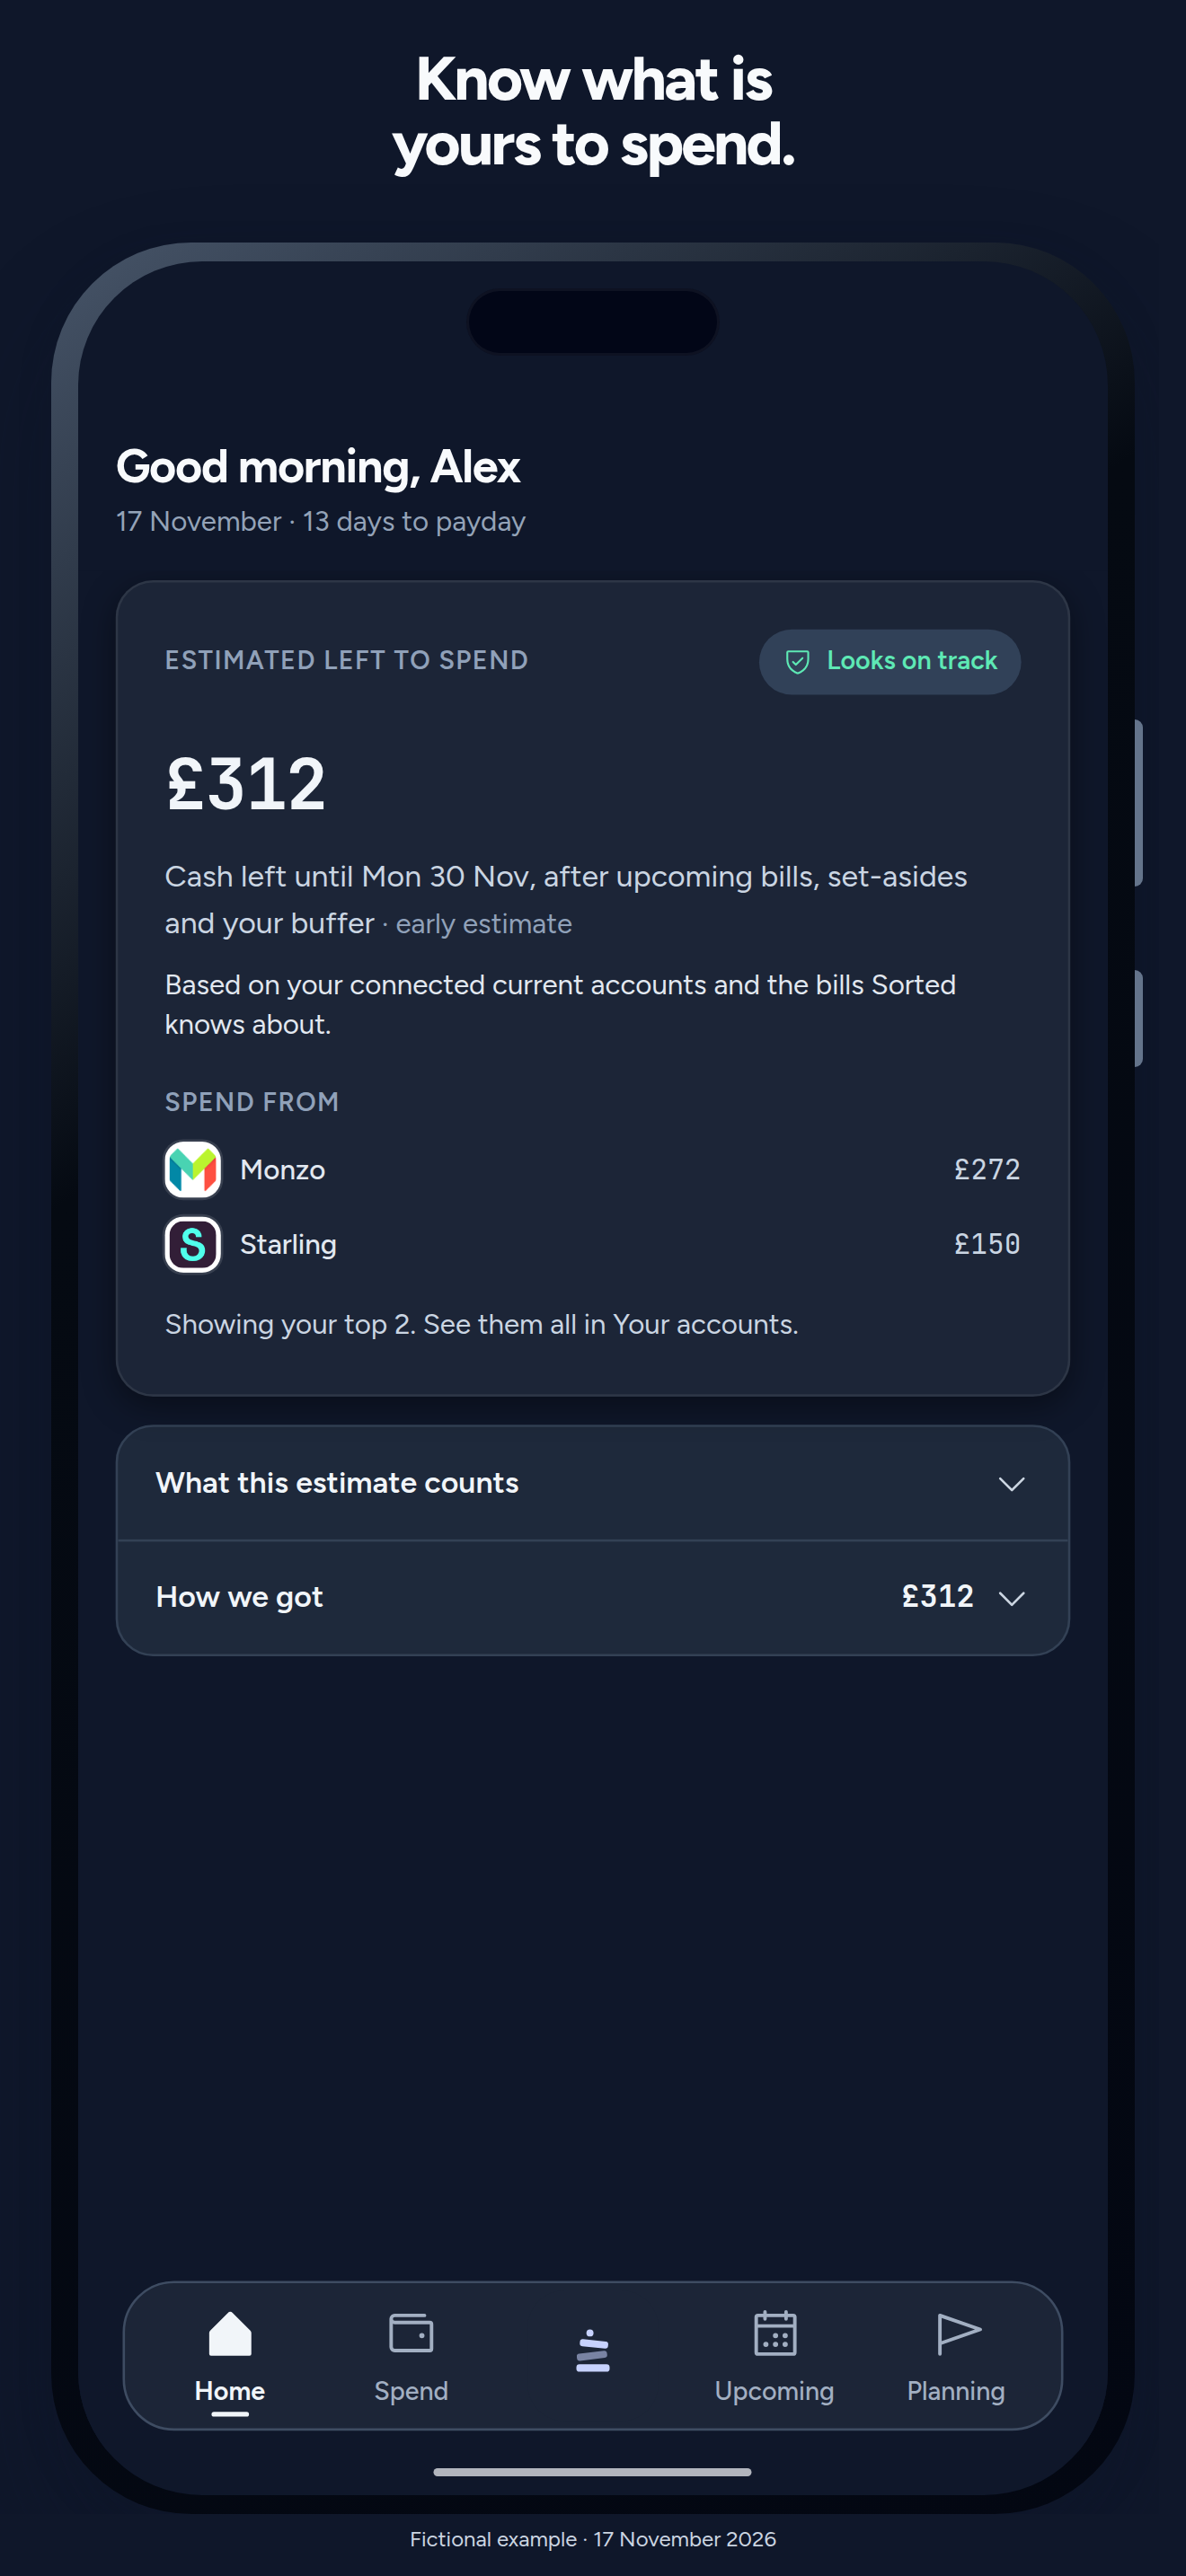 Know what is
yours to spend.
Good morning, Alex
17 November · 13 days to payday
ESTIMATED LEFT TO SPEND
Looks on track
£312
Cash left until Mon 30 Nov, after upcoming bills, set-asides
and your buffer · early estimate
Based on your connected current accounts and the bills Sorted
knows about.
SPEND FROM
Monzo £272
S Starling £150
Showing your top 2. See them all in Your accounts.
What this estimate counts
How we got £312
Home Spend Upcoming Planning
Fictional example · 17 November 2026